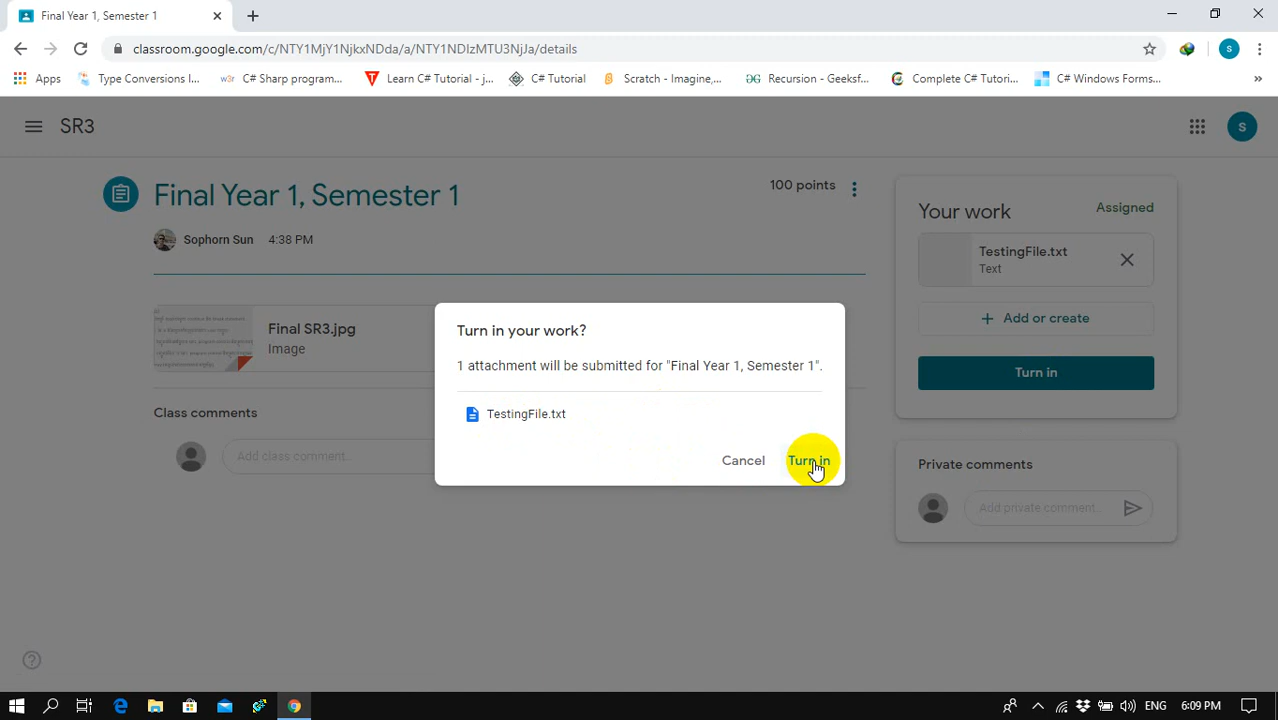 Final Year 1, Semester 1
classroom.google.com/c/NTY1MjY1NjkxNDda/a/NTY1NDIzMTU3NjJa/details
S
Apps
Type Conversions I...
w3r C# Sharp program...
Learn C# Tutorial - j...
C# Tutorial
Scratch - Imagine,...
Recursion - Geeksf...
Complete C# Tutori...
C# Windows Forms...
»
SR3
S
Final Year 1, Semester 1
100 points
Sophorn Sun 4:38 PM
Final SR3.jpg
Image
Class comments
Add class comment...
Your work
Assigned
TestingFile.txt
Text
+ Add or create
Turn in
Private comments
Add private comment...
Turn in your work?
1 attachment will be submitted for "Final Year 1, Semester 1".
TestingFile.txt
Cancel
Turn in
ENG
6:09 PM